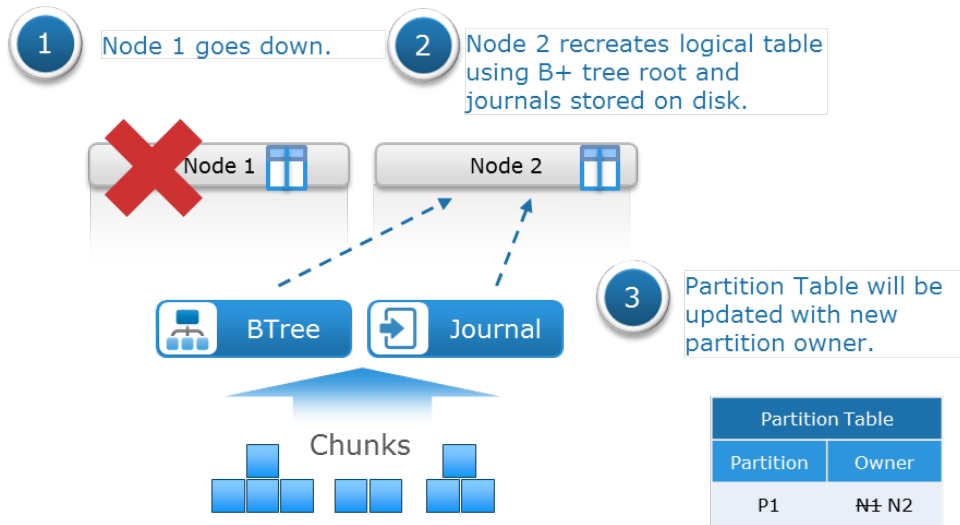 1
Node 1 goes down.
2
Node 2 recreates logical table
using B+ tree root and
journals stored on disk.
Node 1
Node 2
3
Partition Table will be
updated with new
partition owner.
BTree
Journal
Chunks
Partition Table
Partition Owner
P1 N1 N2